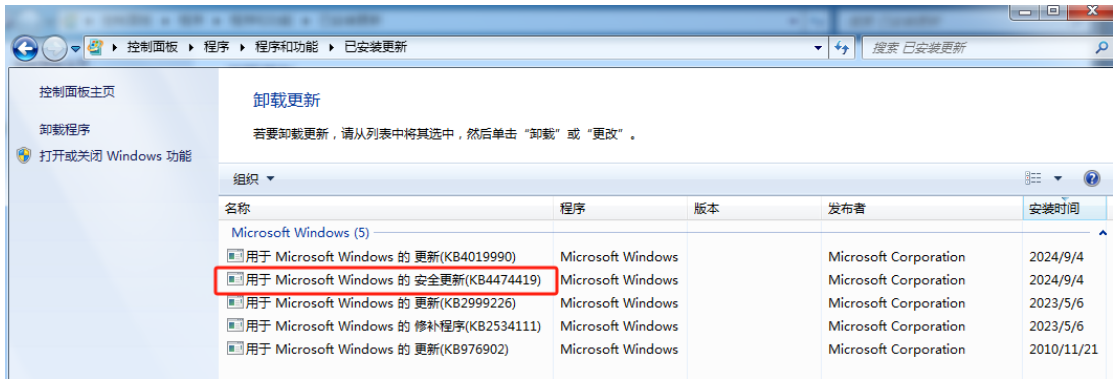 控制面板 程序 程序和功能 已安装更新 搜索 已安装更新
控制面板主页
卸载程序
打开或关闭 Windows 功能
卸载更新
若要卸载更新，请从列表中将其选中，然后单击“卸载”或“更改”。
组织
名称 程序 版本 发布者 安装时间
Microsoft Windows (5)
用于 Microsoft Windows 的 更新(KB4019990) Microsoft Windows Microsoft Corporation 2024/9/4
用于 Microsoft Windows 的 安全更新(KB4474419) Microsoft Windows Microsoft Corporation 2024/9/4
用于 Microsoft Windows 的 更新(KB2999226) Microsoft Windows Microsoft Corporation 2023/5/6
用于 Microsoft Windows 的 修补程序(KB2534111) Microsoft Windows Microsoft Corporation 2023/5/6
用于 Microsoft Windows 的 更新(KB976902) Microsoft Windows Microsoft Corporation 2010/11/21